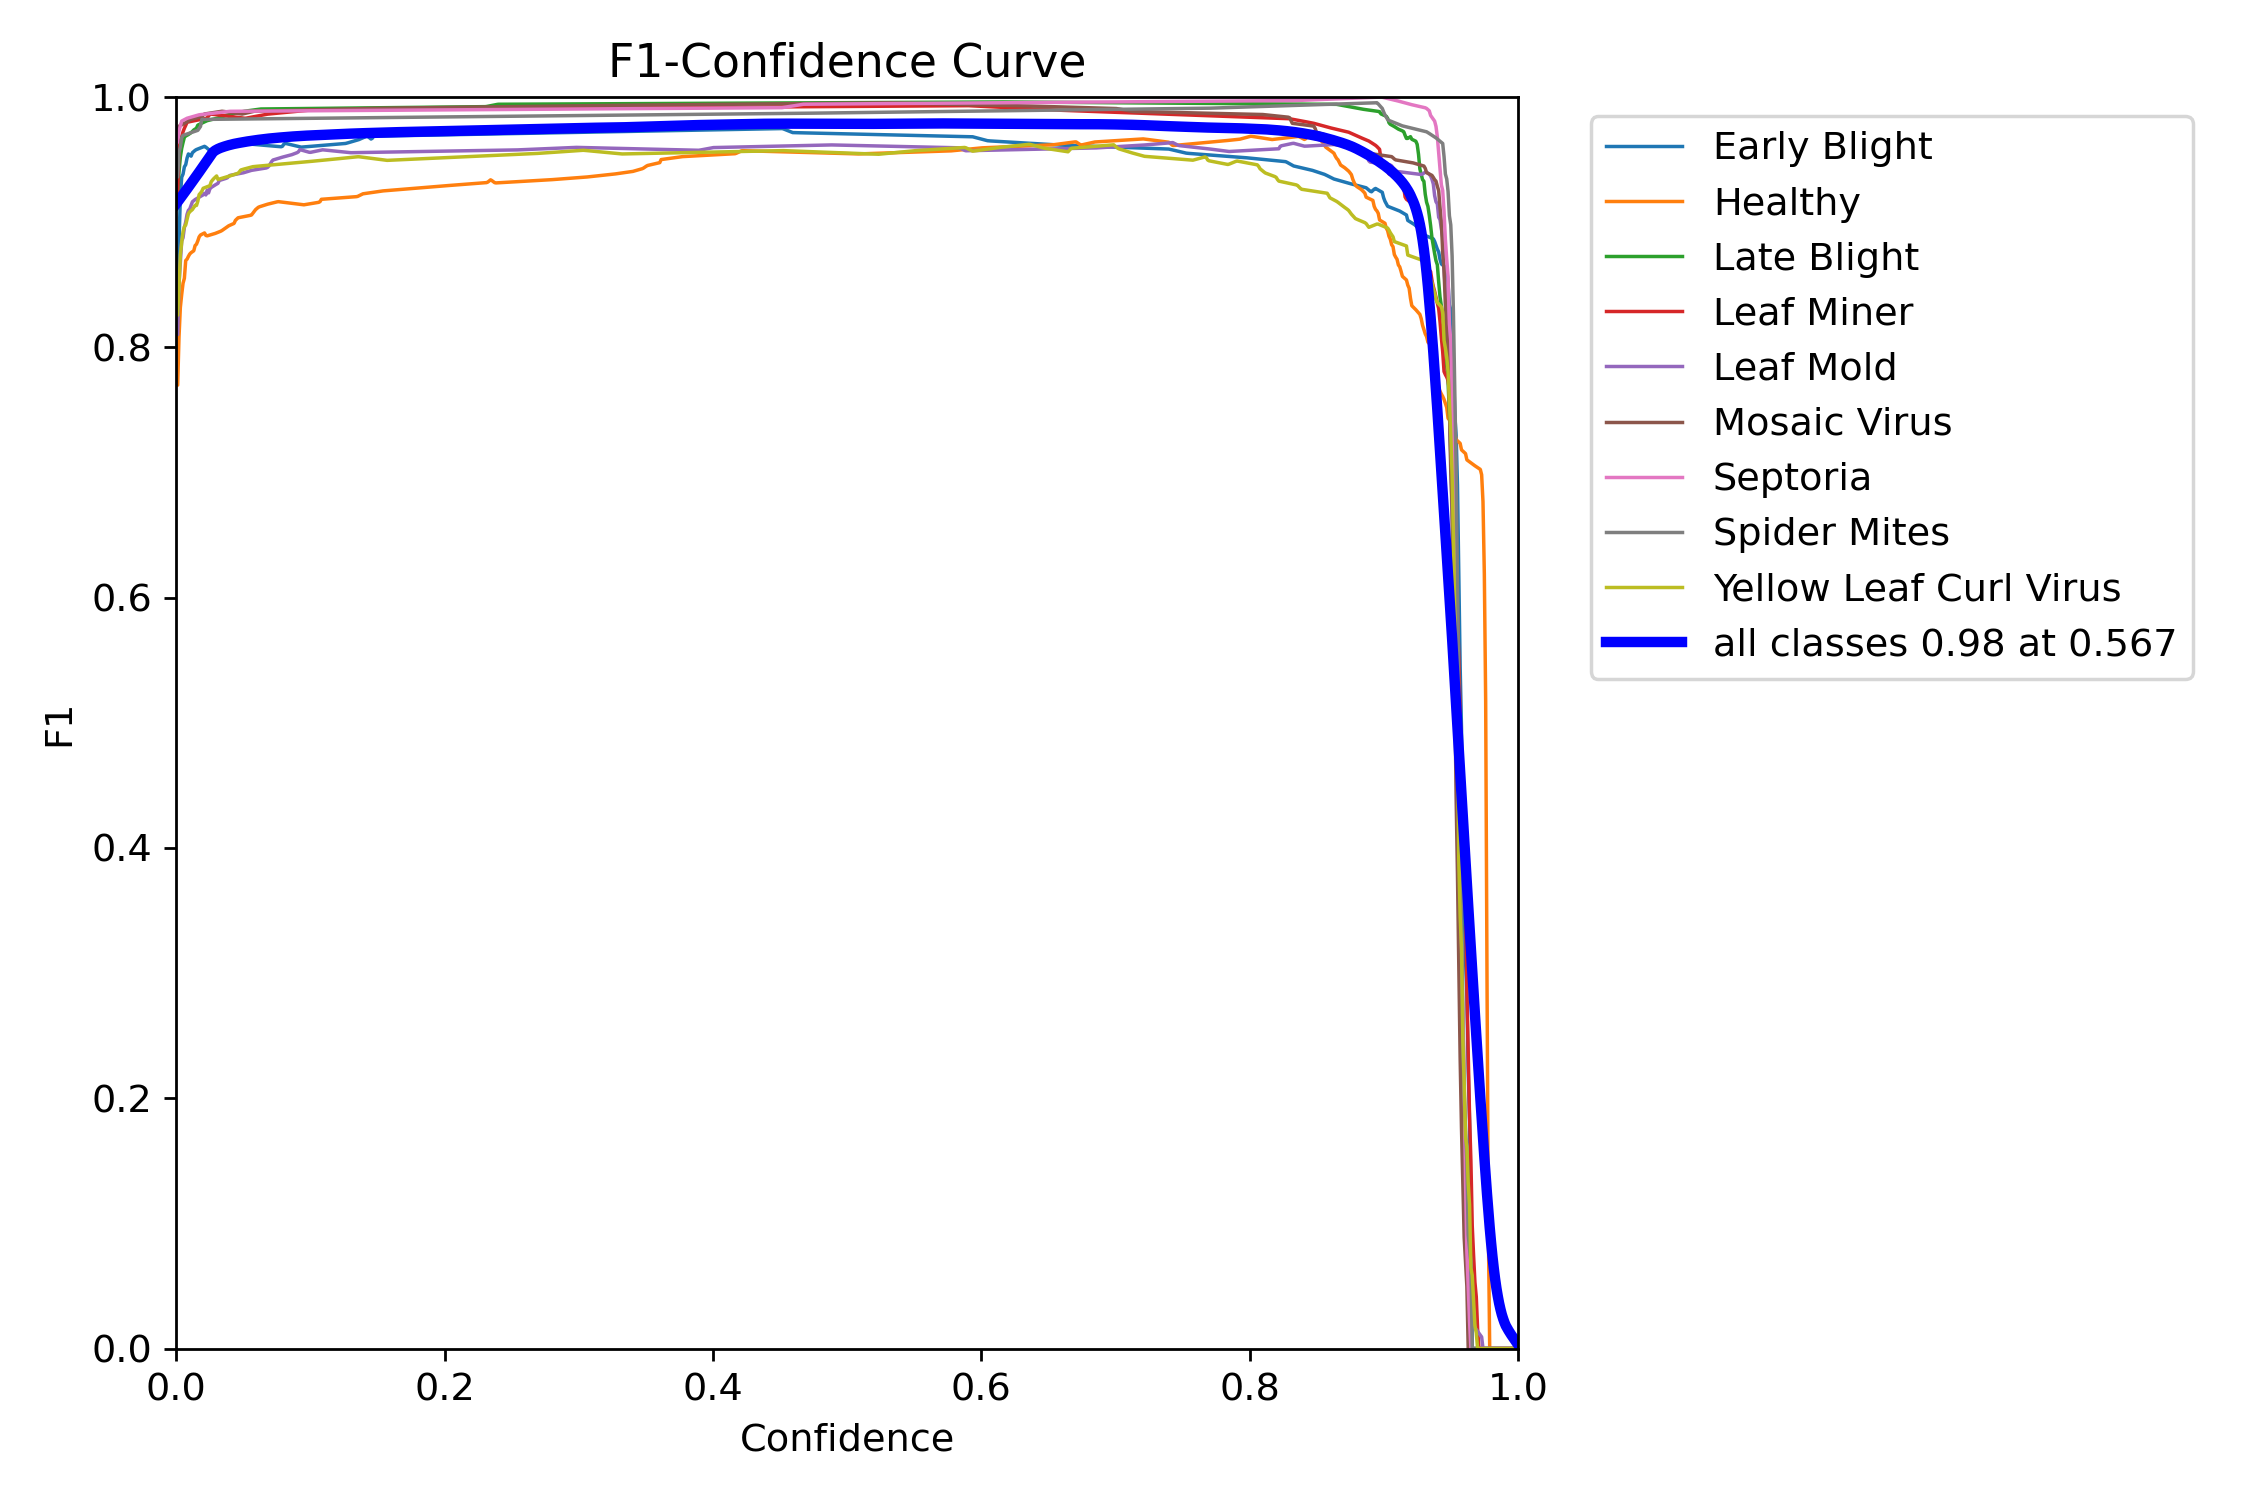 F1-Confidence Curve
1.0
0.8
0.6
0.4
0.2
0.0
F1
0.0 0.2 0.4 0.6 0.8 1.0
Confidence
Early Blight
Healthy
Late Blight
Leaf Miner
Leaf Mold
Mosaic Virus
Septoria
Spider Mites
Yellow Leaf Curl Virus
all classes 0.98 at 0.567